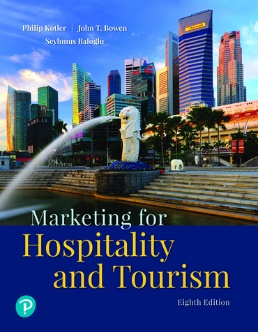 Philip Kotler | John T. Bowen
Seyhmus Baloglu
Marketing for
Hospitality
and Tourism
Eighth Edition
P